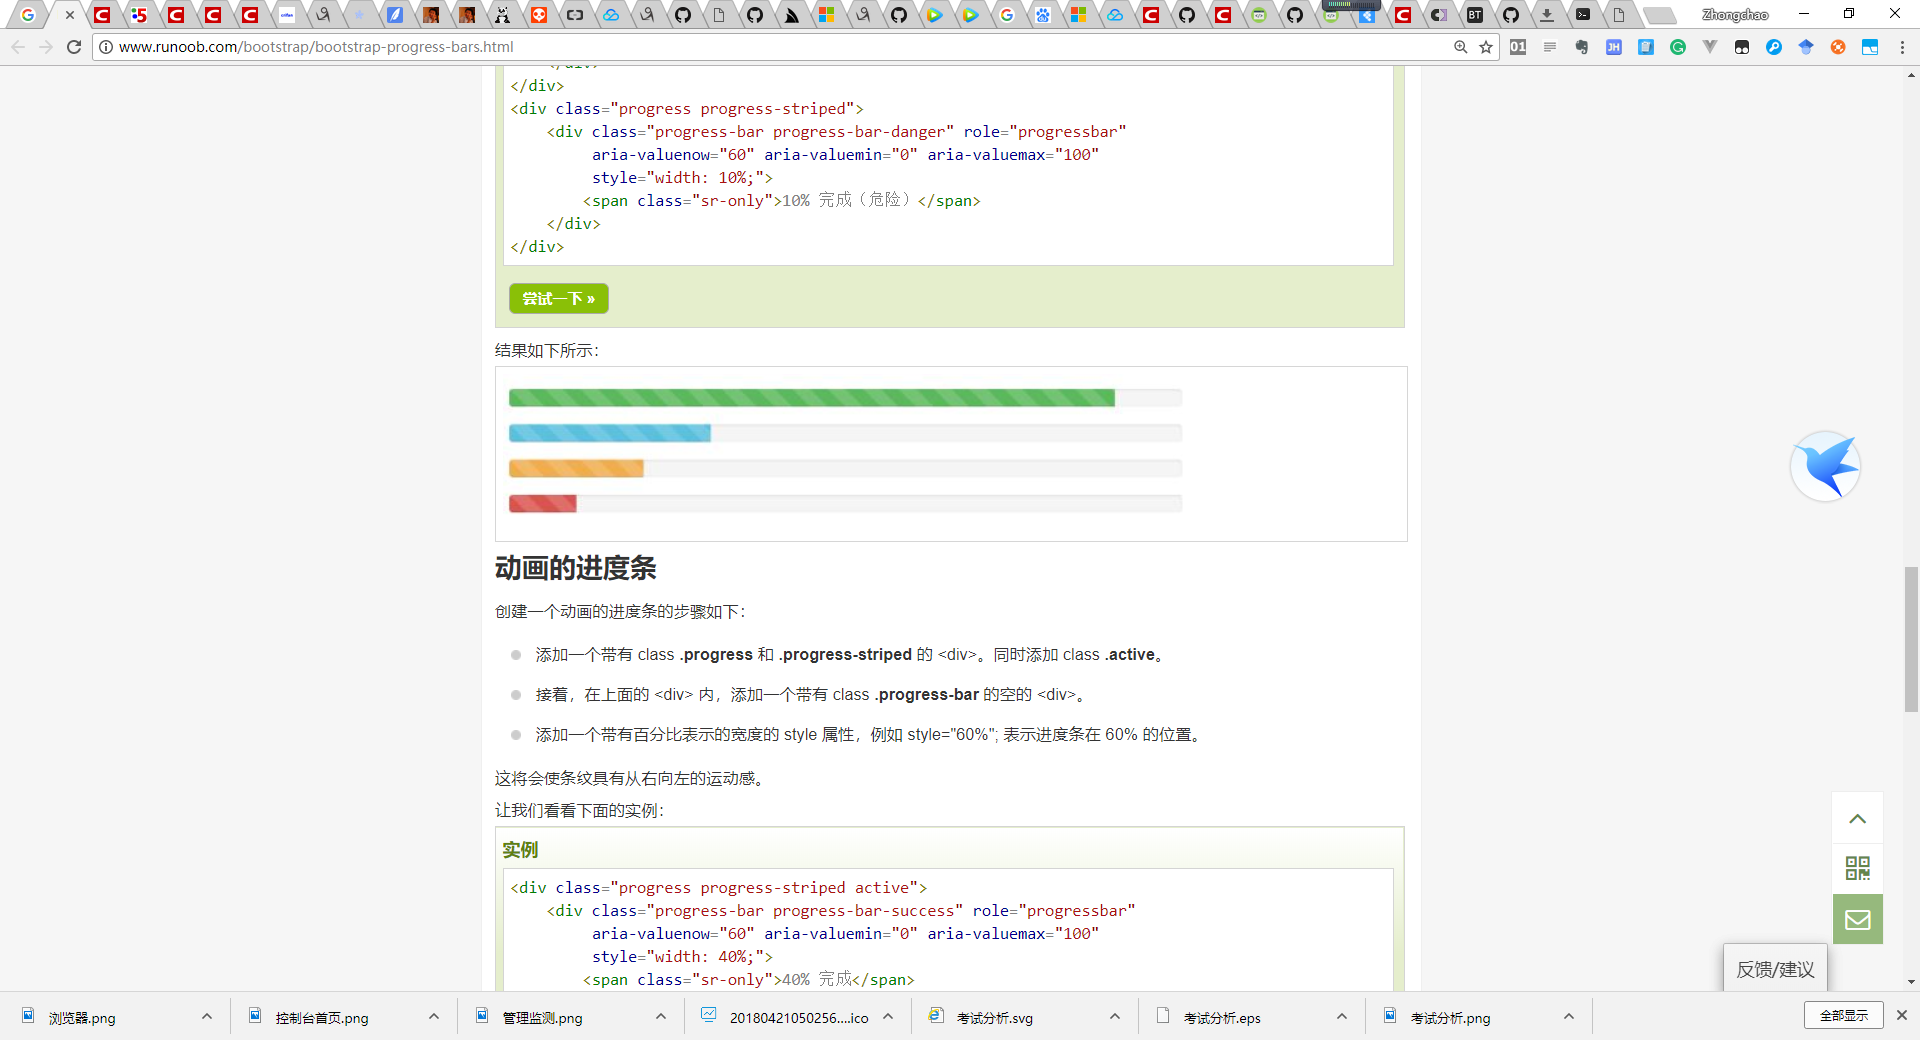 Zhongchao
www.runoob.com/bootstrap/bootstrap-progress-bars.html
</div>
<div class="progress progress-striped">
<div class="progress-bar progress-bar-danger" role="progressbar"
aria-valuenow="60" aria-valuemin="0" aria-valuemax="100"
style="width: 10%;">
<span class="sr-only">10% 完成（危险）</span>
</div>
</div>
尝试一下 »
结果如下所示：
动画的进度条
创建一个动画的进度条的步骤如下：
添加一个带有 class .progress 和 .progress-striped 的 <div>。同时添加 class .active。
接着，在上面的 <div> 内，添加一个带有 class .progress-bar 的空的 <div>。
添加一个带有百分比表示的宽度的 style 属性，例如 style="60%"; 表示进度条在 60% 的位置。
这将会使条纹具有从右向左的运动感。
让我们看看下面的实例：
实例
<div class="progress progress-striped active">
<div class="progress-bar progress-bar-success" role="progressbar"
aria-valuenow="60" aria-valuemin="0" aria-valuemax="100"
style="width: 40%;">
<span class="sr-only">40% 完成</span>
反馈/建议
浏览器.png
控制台首页.png
管理监测.png
20180421050256....ico
考试分析.svg
考试分析.eps
考试分析.png
全部显示